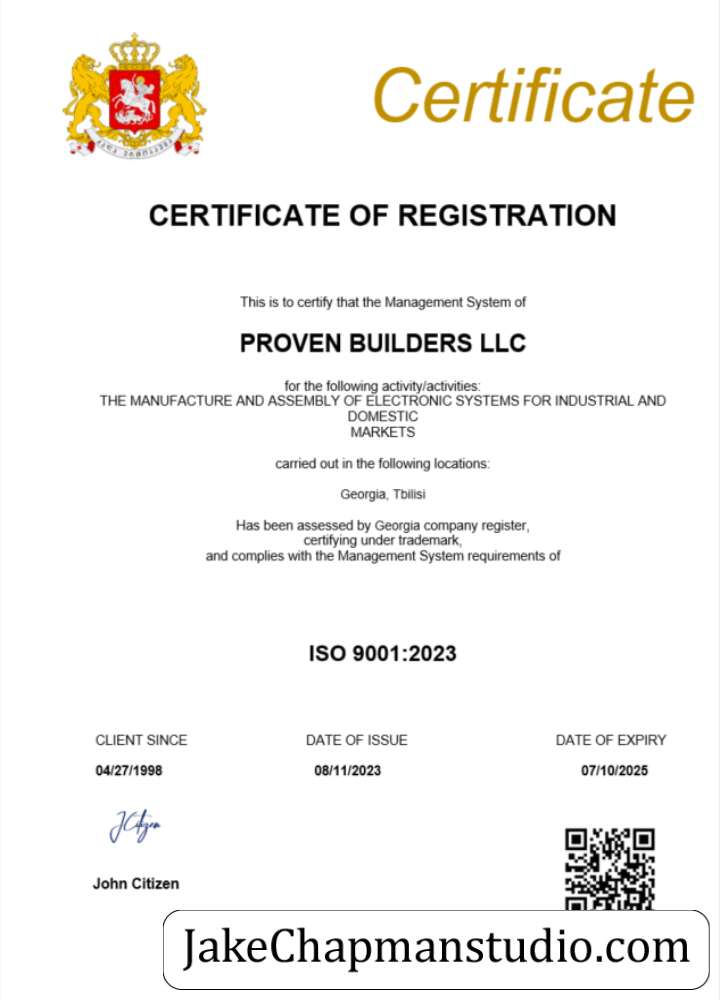 Certificate
CERTIFICATE OF REGISTRATION
This is to certify that the Management System of
PROVEN BUILDERS LLC
for the following activity/activities:
THE MANUFACTURE AND ASSEMBLY OF ELECTRONIC SYSTEMS FOR INDUSTRIAL AND
DOMESTIC
MARKETS
carried out in the following locations:
Georgia, Tbilisi
Has been assessed by Georgia company register,
certifying under trademark,
and complies with the Management System requirements of
ISO 9001:2023
CLIENT SINCE DATE OF ISSUE DATE OF EXPIRY
04/27/1998 08/11/2023 07/10/2025
JCitizen
John Citizen
JakeChapmanstudio.com